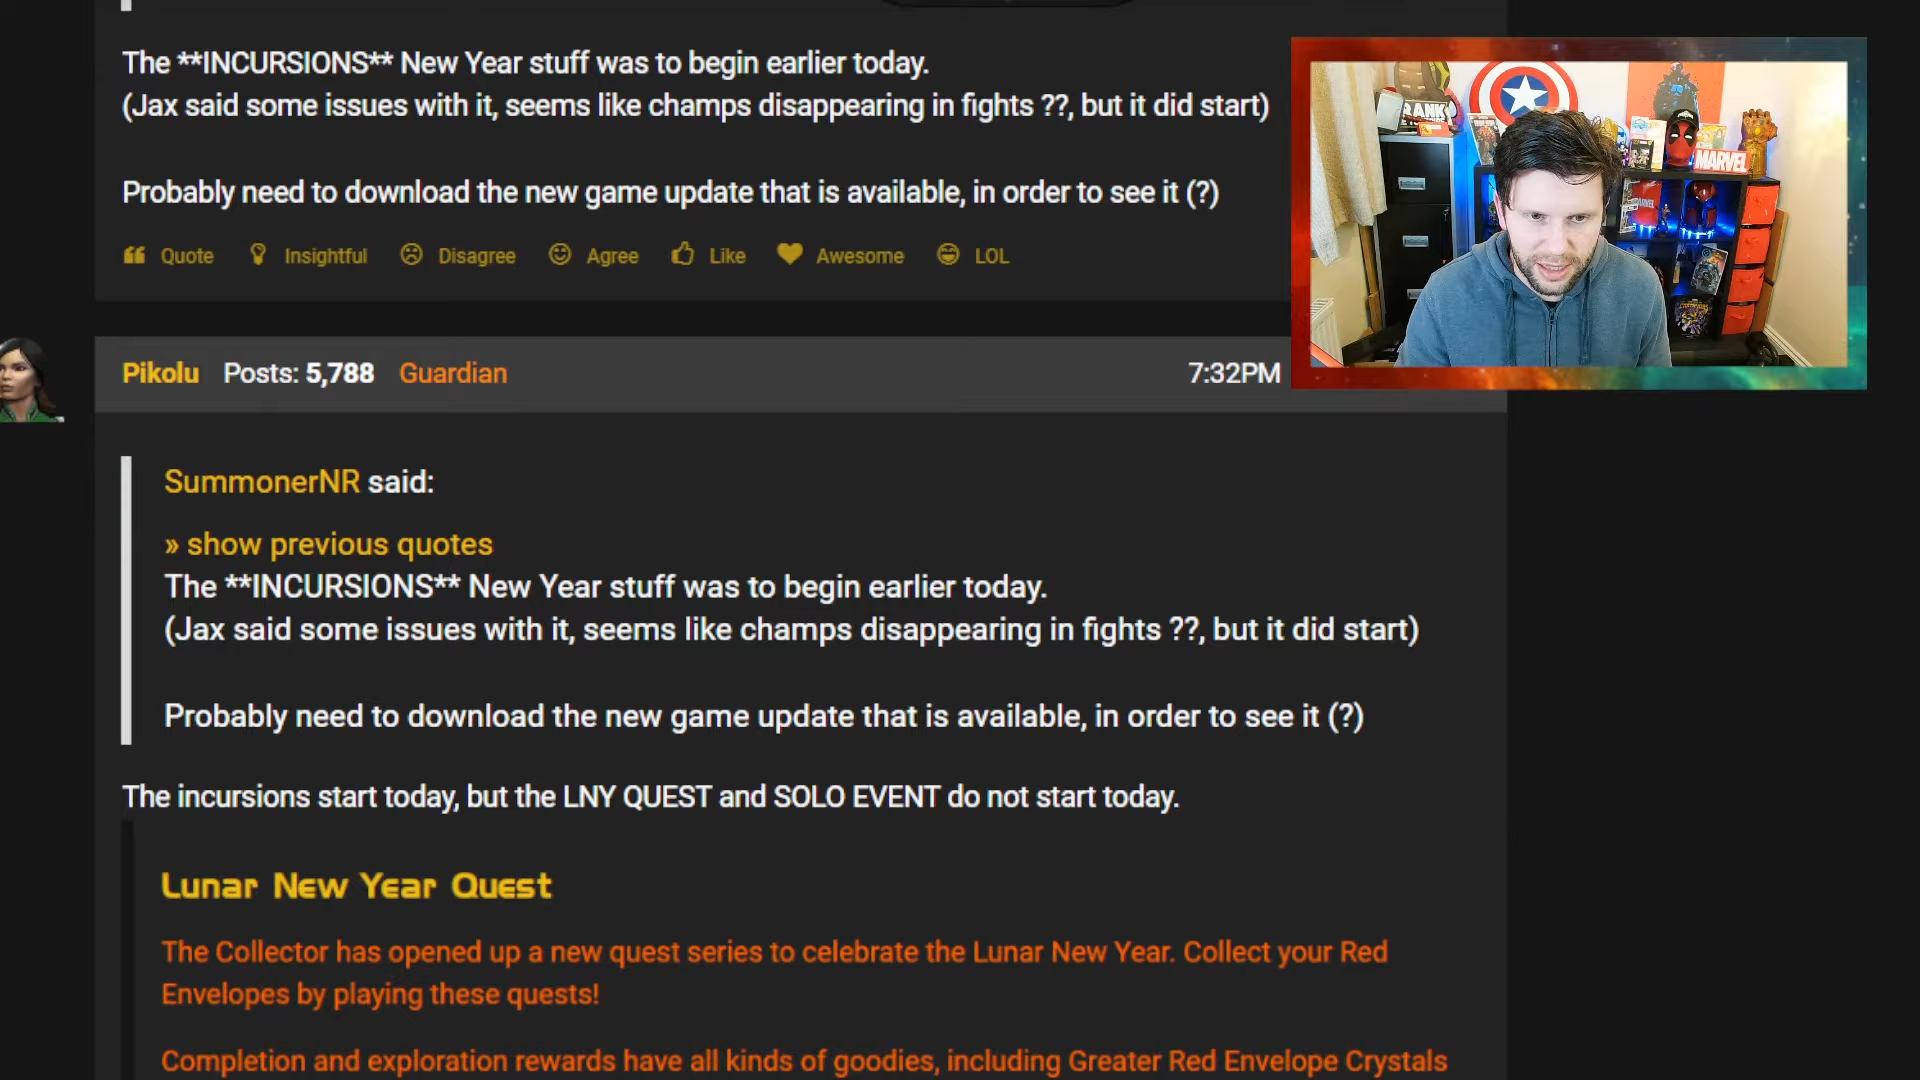 The **INCURSIONS** New Year stuff was to begin earlier today.
(Jax said some issues with it, seems like champs disappearing in fights ??, but it did start)
Probably need to download the new game update that is available, in order to see it (?)
Quote Insightful Disagree Agree Like Awesome LOL
Pikolu Posts: 5,788 Guardian 7:32PM
SummonerNR said:
» show previous quotes
The **INCURSIONS** New Year stuff was to begin earlier today.
(Jax said some issues with it, seems like champs disappearing in fights ??, but it did start)
Probably need to download the new game update that is available, in order to see it (?)
The incursions start today, but the LNY QUEST and SOLO EVENT do not start today.
Lunar New Year Quest
The Collector has opened up a new quest series to celebrate the Lunar New Year. Collect your Red
Envelopes by playing these quests!
Completion and exploration rewards have all kinds of goodies, including Greater Red Envelope Crystals
MARVEL